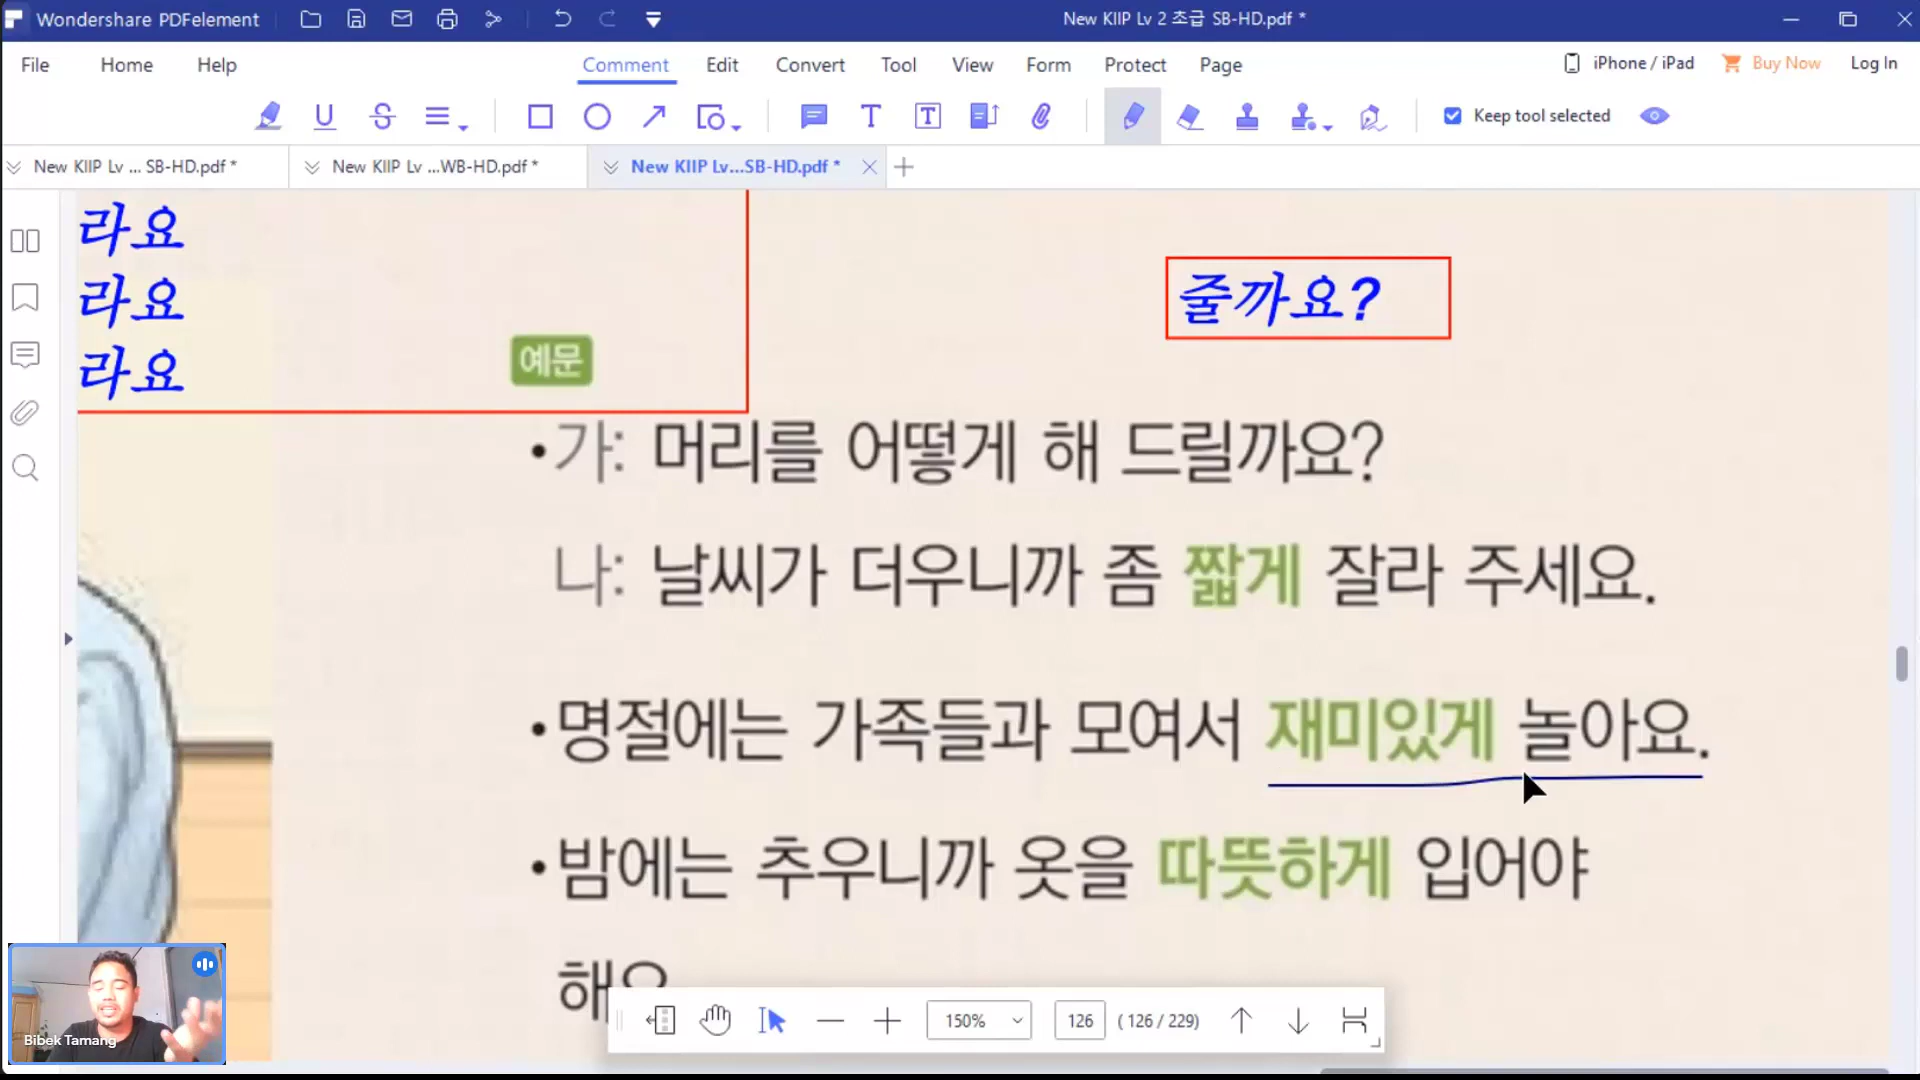 Wondershare PDFelement
New KIIP Lv 2 초급 SB-HD.pdf *
File Home Help Comment Edit Convert Tool View Form Protect Page iPhone / iPad Buy Now Log In
Keep tool selected
New KIIP Lv ... SB-HD.pdf * New KIIP Lv ...WB-HD.pdf * New KIIP Lv...SB-HD.pdf *
라요
라요
라요
줄까요?
예문
•가: 머리를 어떻게 해 드릴까요?
나: 날씨가 더우니까 좀 짧게 잘라 주세요.
•명절에는 가족들과 모여서 재미있게 놀아요.
•밤에는 추우니까 옷을 따뜻하게 입어야
해요
150% 126 ( 126 / 229)
Bibek Tamang